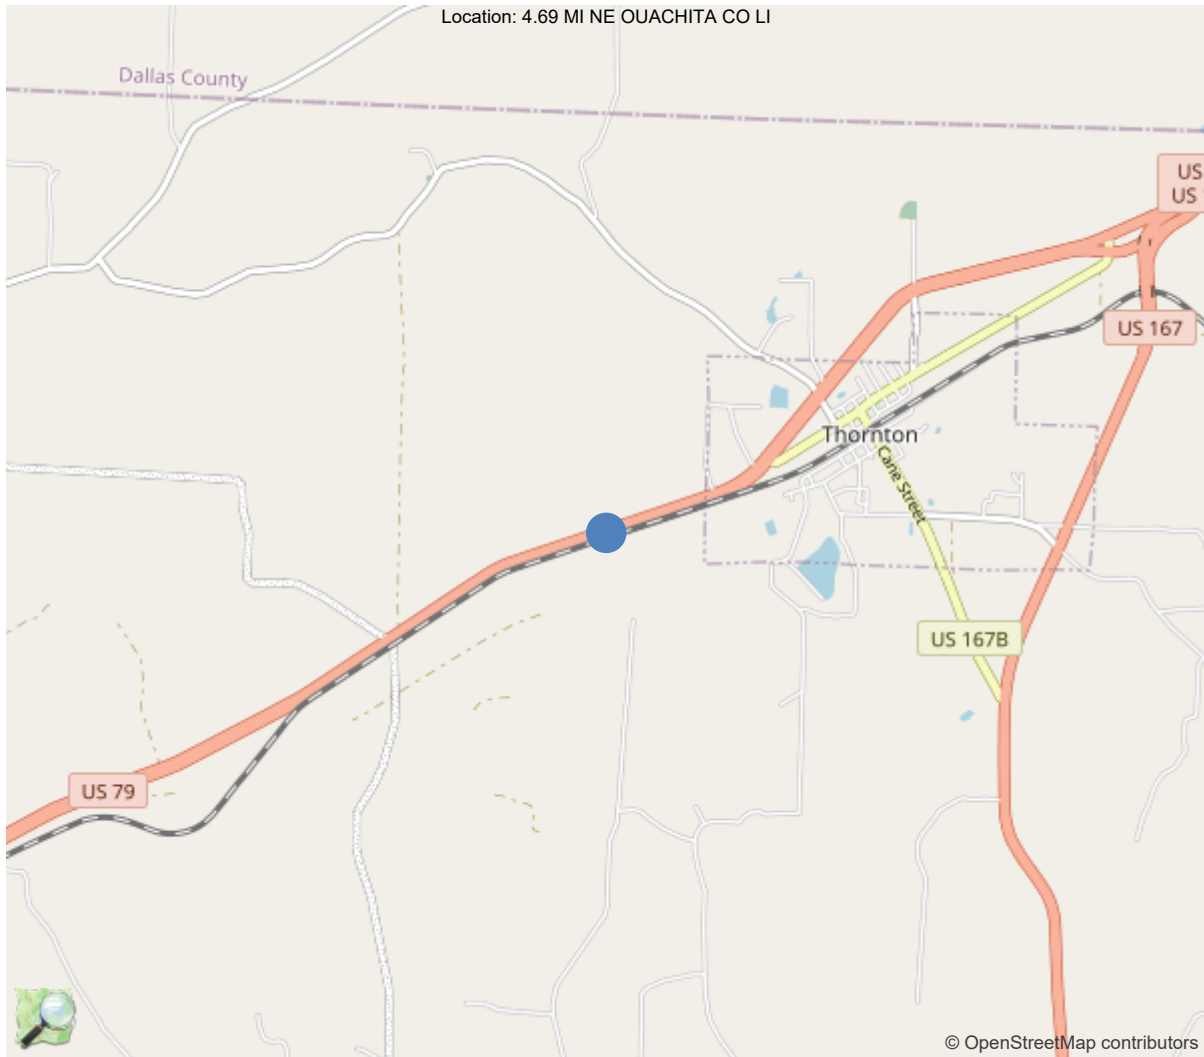 Location: 4.69 MI NE OUACHITA CO LI
Dallas County
US
US
US 167
Thornton
Cane Street
US 167B
US 79
© OpenStreetMap contributors